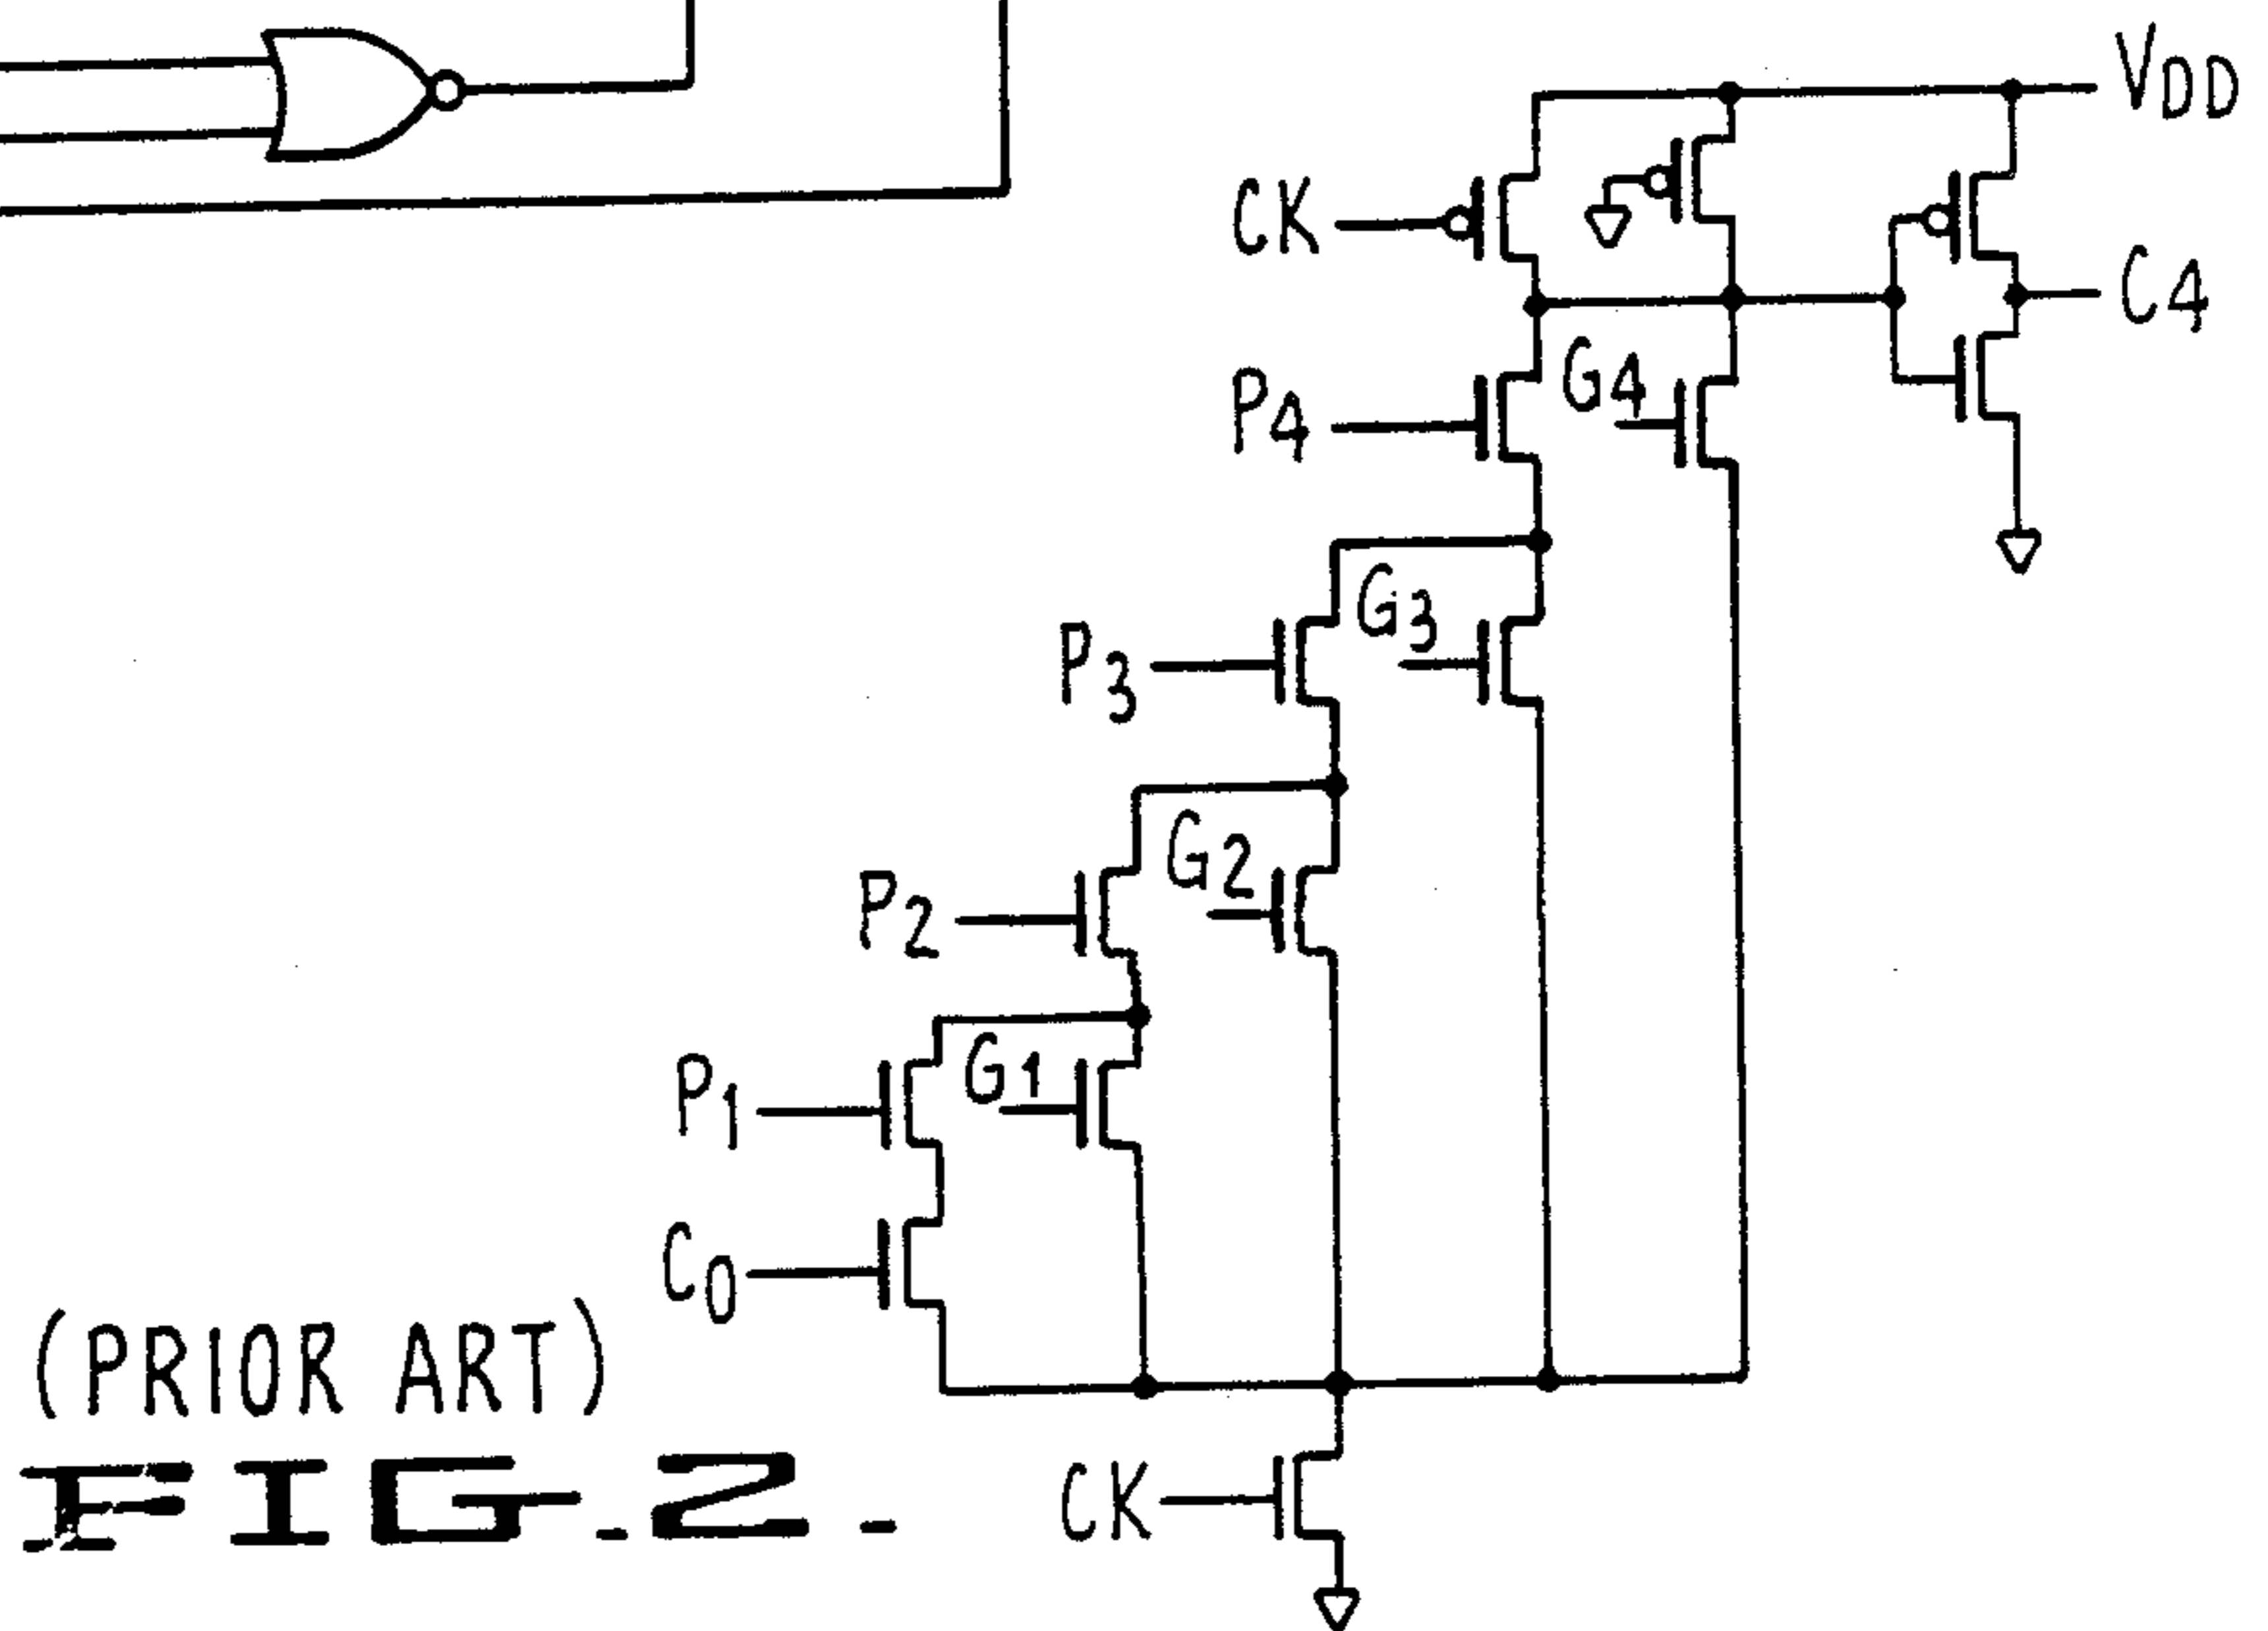 VDD
CK
C4
P4
G4
P3
G3
P2
G2
P1
G1
C0
(PRIOR ART)
FIG.2.
CK